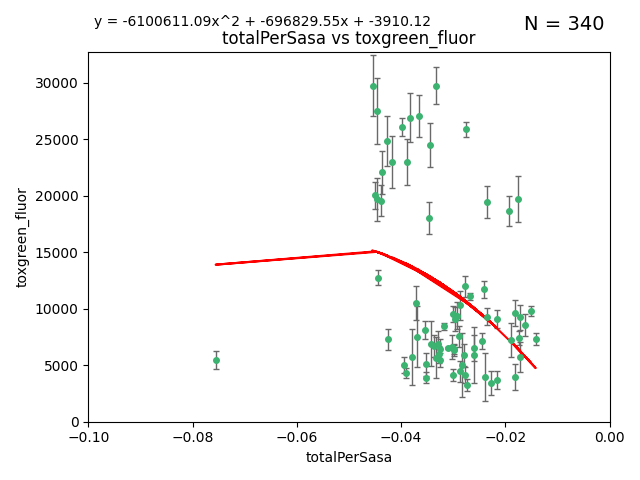 y = -6100611.09x^2 + -696829.55x + -3910.12
N = 340
totalPerSasa vs toxgreen_fluor
30000
25000
20000
15000
10000
5000
0
toxgreen_fluor
−0.10
−0.08
−0.06
−0.04
−0.02
0.00
totalPerSasa